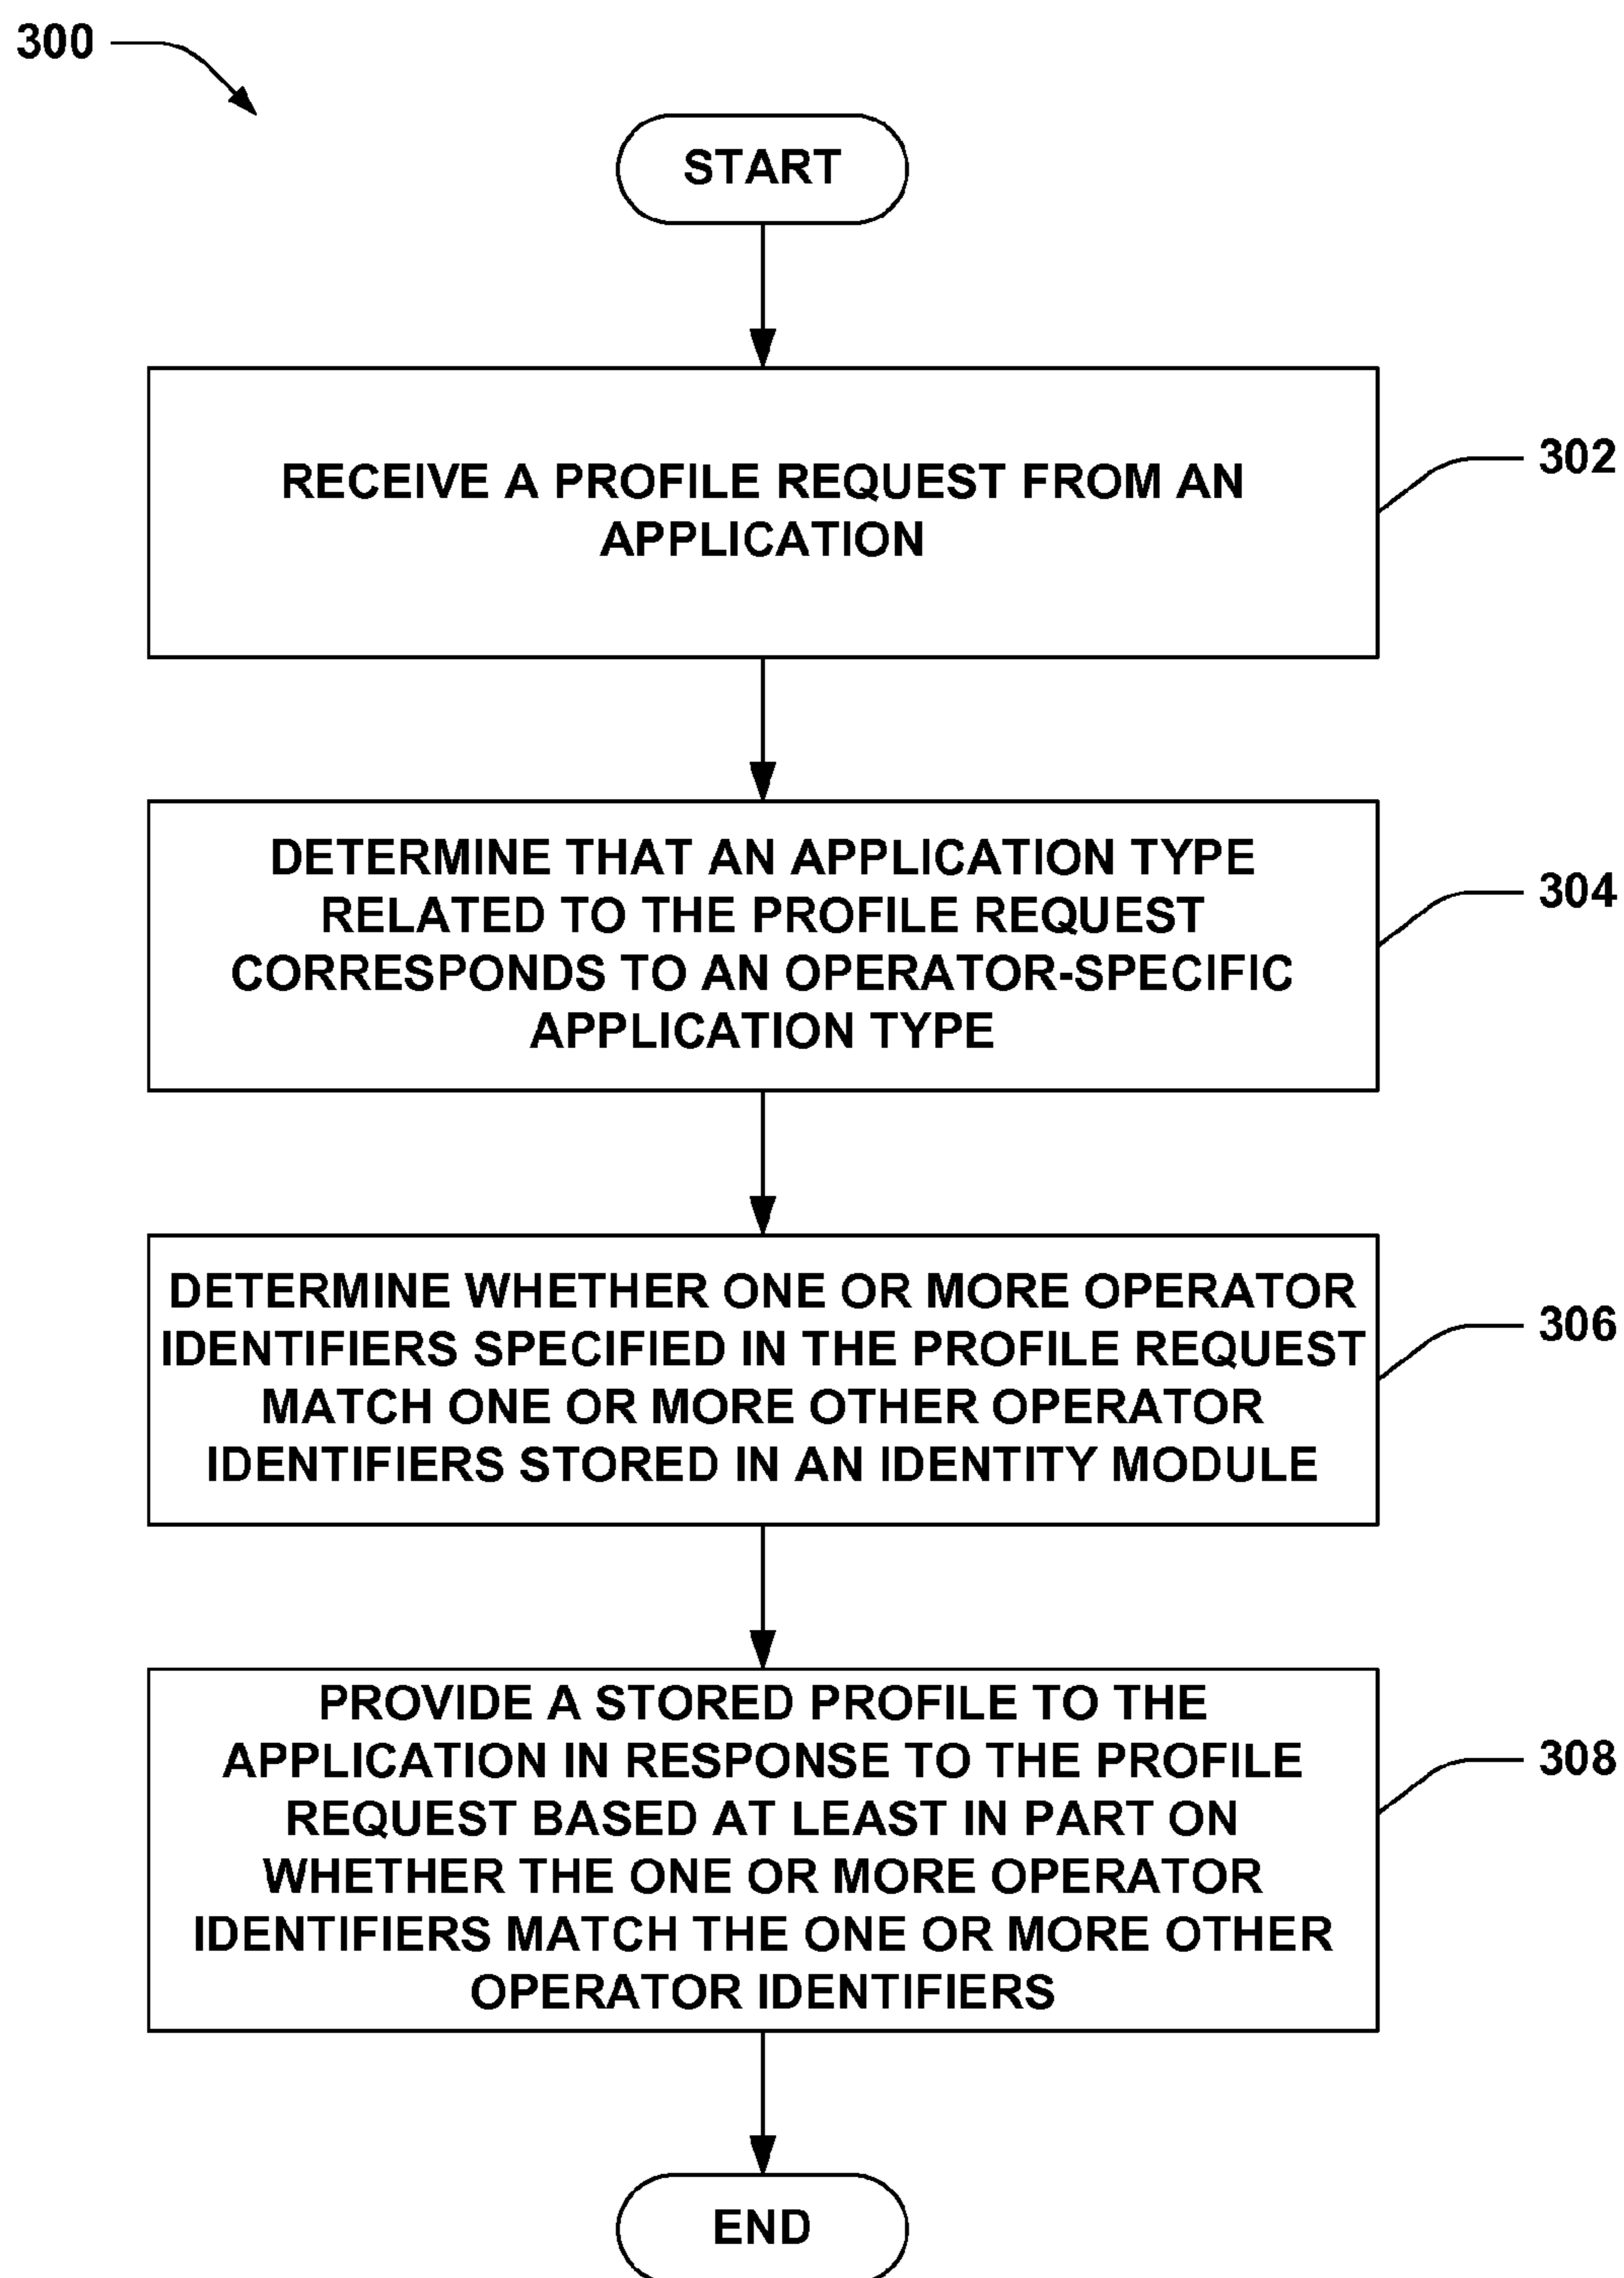 300
START
RECEIVE A PROFILE REQUEST FROM AN
APPLICATION
302
DETERMINE THAT AN APPLICATION TYPE
RELATED TO THE PROFILE REQUEST
CORRESPONDS TO AN OPERATOR-SPECIFIC
APPLICATION TYPE
304
DETERMINE WHETHER ONE OR MORE OPERATOR
IDENTIFIERS SPECIFIED IN THE PROFILE REQUEST
MATCH ONE OR MORE OTHER OPERATOR
IDENTIFIERS STORED IN AN IDENTITY MODULE
306
PROVIDE A STORED PROFILE TO THE
APPLICATION IN RESPONSE TO THE PROFILE
REQUEST BASED AT LEAST IN PART ON
WHETHER THE ONE OR MORE OPERATOR
IDENTIFIERS MATCH THE ONE OR MORE OTHER
OPERATOR IDENTIFIERS
308
END